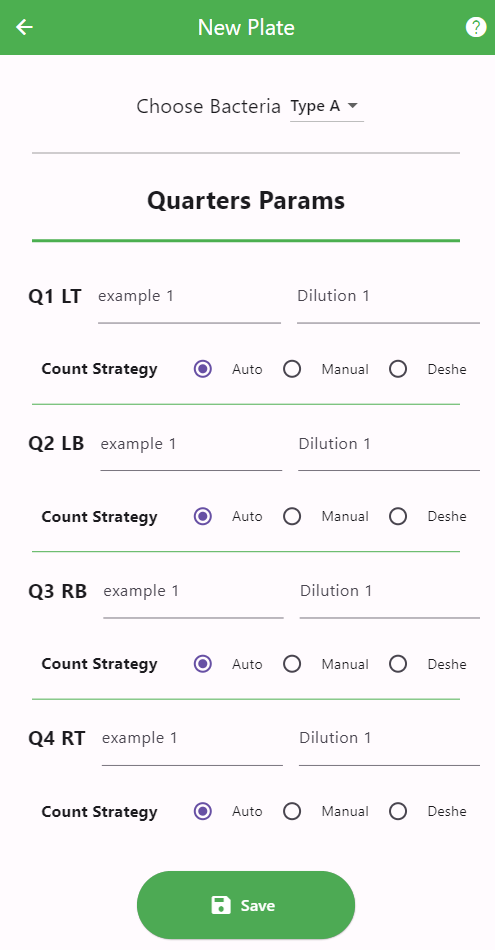 New Plate ?
Choose Bacteria Type A
Quarters Params
Q1 LT example 1 Dilution 1
Count Strategy Auto Manual Deshe
Q2 LB example 1 Dilution 1
Count Strategy Auto Manual Deshe
Q3 RB example 1 Dilution 1
Count Strategy Auto Manual Deshe
Q4 RT example 1 Dilution 1
Count Strategy Auto Manual Deshe
Save